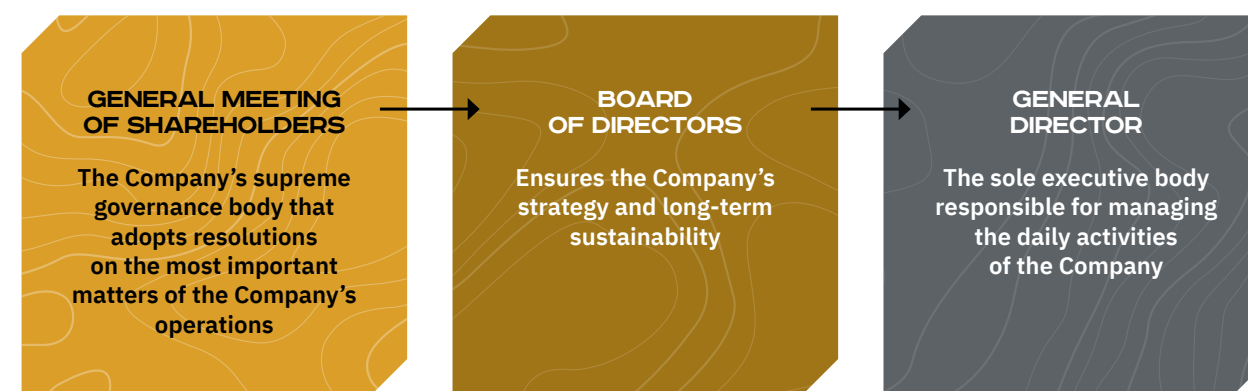 GENERAL MEETING
OF SHAREHOLDERS
The Company’s supreme
governance body that
adopts resolutions
on the most important
matters of the Company’s
operations
BOARD
OF DIRECTORS
Ensures the Company’s
strategy and long-term
sustainability
GENERAL
DIRECTOR
The sole executive body
responsible for managing
the daily activities
of the Company